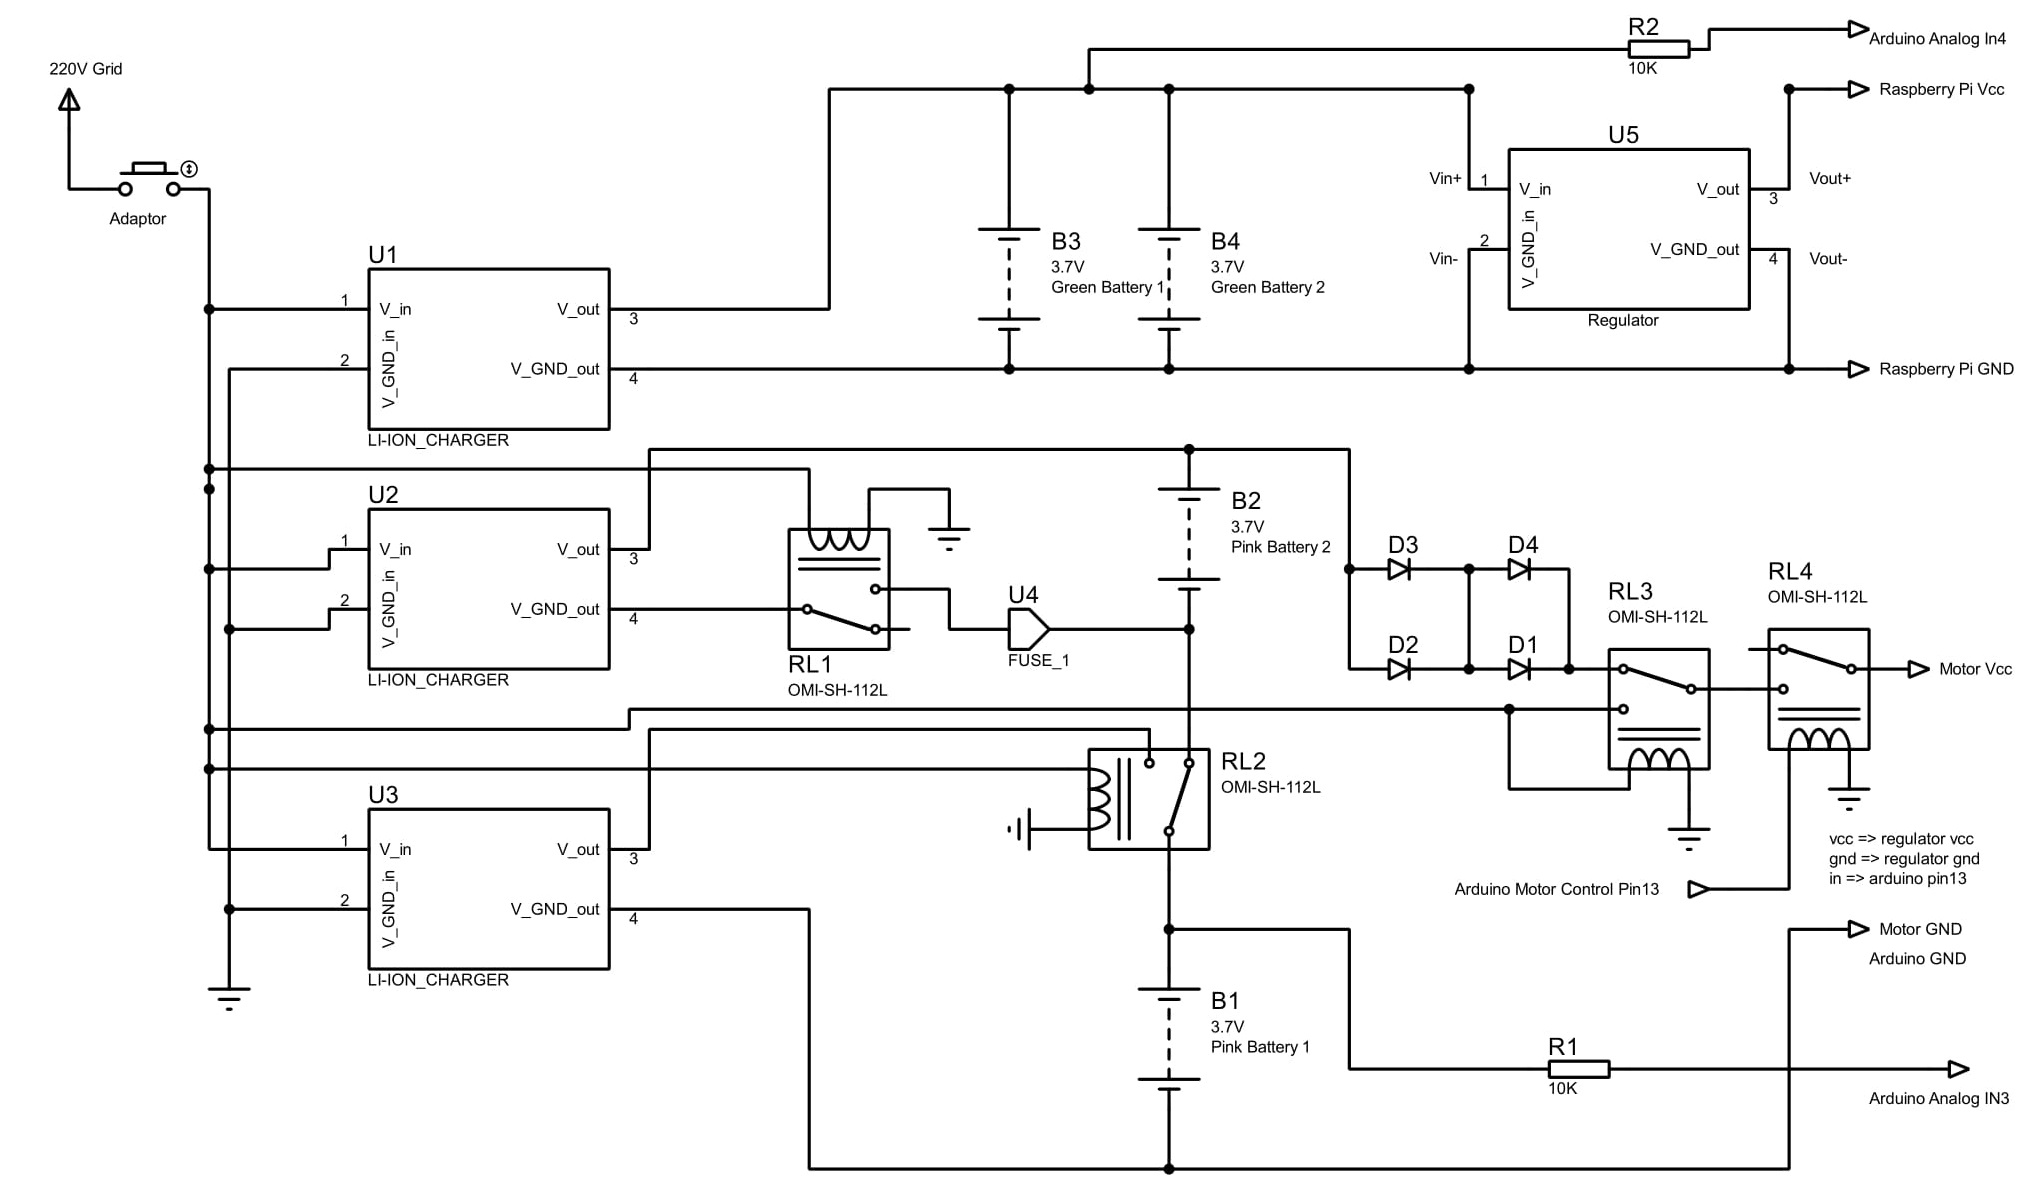 R2
10K
Arduino Analog In4
220V Grid
Raspberry Pi Vcc
Adaptor
U5
Vin+
1
V_in
V_out
3
Vout+
2
V_GND_in
V_GND_out
4
Vin-
Vout-
Regulator
B3
3.7V
Green Battery 1
B4
3.7V
Green Battery 2
U1
1
V_in
V_out
3
2
V_GND_in
V_GND_out
4
LI-ION_CHARGER
Raspberry Pi GND
U2
1
V_in
V_out
3
2
V_GND_in
V_GND_out
4
LI-ION_CHARGER
RL1
OMI-SH-112L
U4
FUSE_1
B2
3.7V
Pink Battery 2
D3
D4
D2
D1
RL3
OMI-SH-112L
RL4
OMI-SH-112L
Motor Vcc
RL2
OMI-SH-112L
U3
1
V_in
V_out
3
2
V_GND_in
V_GND_out
4
LI-ION_CHARGER
vcc => regulator vcc
gnd => regulator gnd
in => arduino pin13
Arduino Motor Control Pin13
Motor GND
Arduino GND
B1
3.7V
Pink Battery 1
R1
10K
Arduino Analog IN3